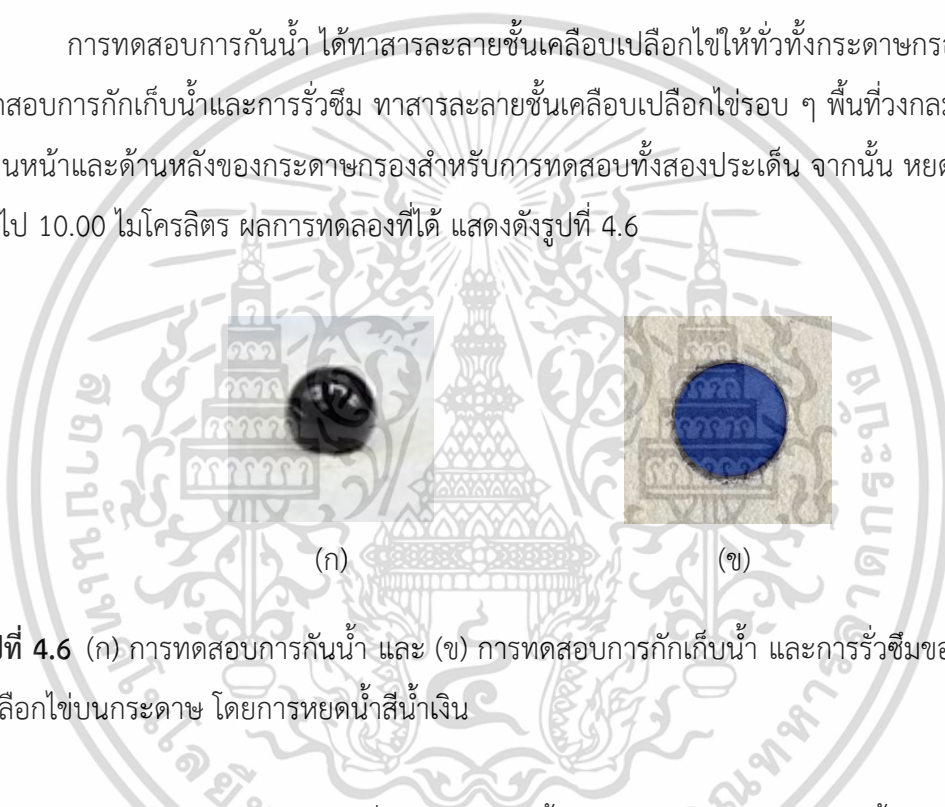 การทดสอบการกันน้ำ ได้ทาสารละลายชั้นเคลือบเปลือกไข่ให้ทั่วทั้งกระดาษกร
ทดสอบการกักเก็บน้ำและการรั่วซึม ทาสารละลายชั้นเคลือบเปลือกไข่รอบ ๆ พื้นที่วงกล
นหน้าและด้านหลังของกระดาษกรองสำหรับการทดสอบทั้งสองประเด็น จากนั้น หยด
ไป 10.00 ไมโครลิตร ผลการทดลองที่ได้ แสดงดังรูปที่ 4.6
(ก) (ข)
ปที่ 4.6 (ก) การทดสอบการกันน้ำ และ (ข) การทดสอบการกักเก็บน้ำ และการรั่วซึมขอ
ลือกไข่บนกระดาษ โดยการหยดน้ำสีน้ำเงิน